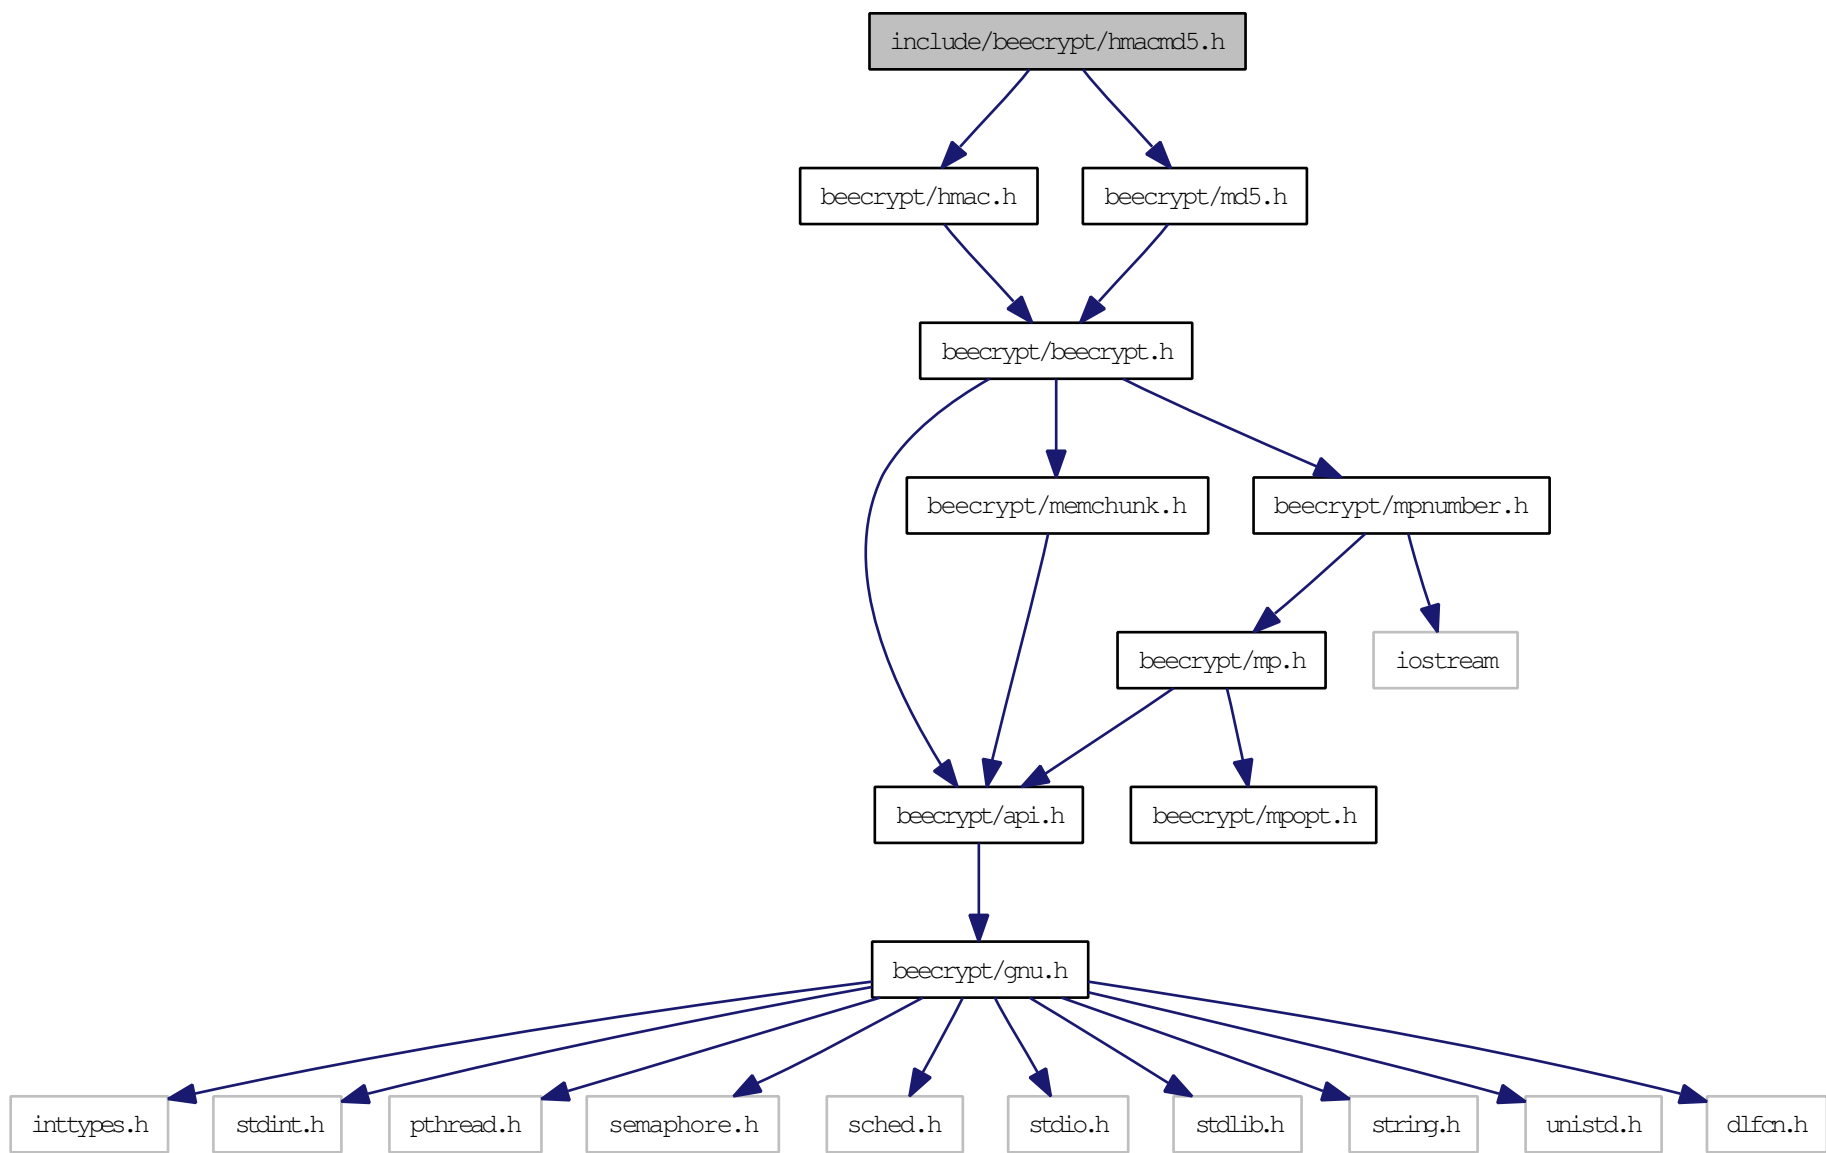 include/beecrypt/hmacmd5.h
beecrypt/hmac.h
beecrypt/md5.h
beecrypt/beecrypt.h
beecrypt/memchunk.h
beecrypt/mpnumber.h
beecrypt/mp.h
iostream
beecrypt/api.h
beecrypt/mpopt.h
beecrypt/gnu.h
inttypes.h
stdint.h
pthread.h
semaphore.h
sched.h
stdio.h
stdlib.h
string.h
unistd.h
dlfcn.h